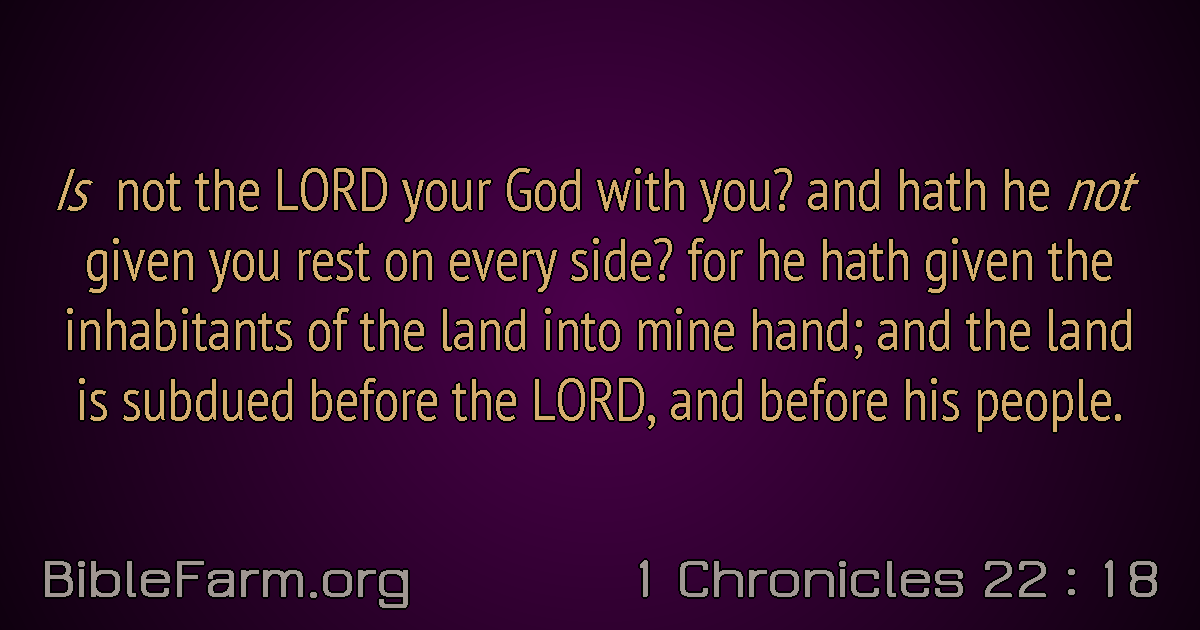 Is not the LORD your God with you? and hath he not
given you rest on every side? for he hath given the
inhabitants of the land into mine hand; and the land
is subdued before the LORD, and before his people.
BibleFarm.org
1 Chronicles 22 : 18